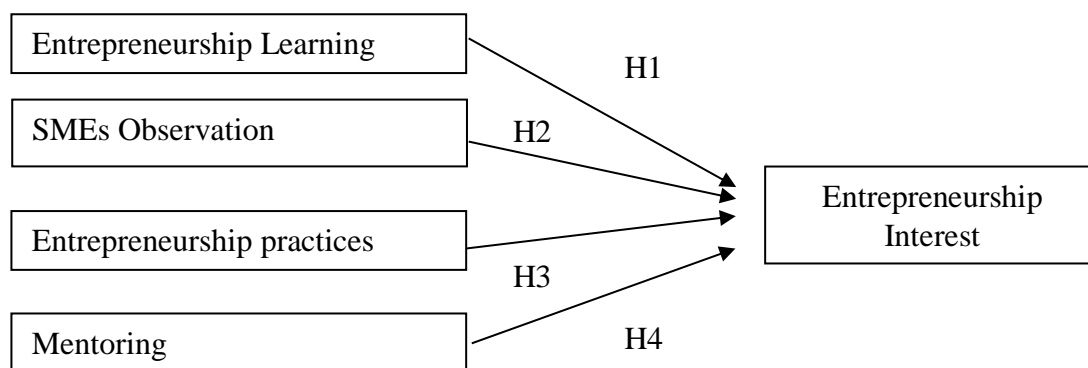 Entrepreneurship Learning
H1
SMEs Observation
H2
Entrepreneurship
Interest
Entrepreneurship practices
H3
Mentoring
H4